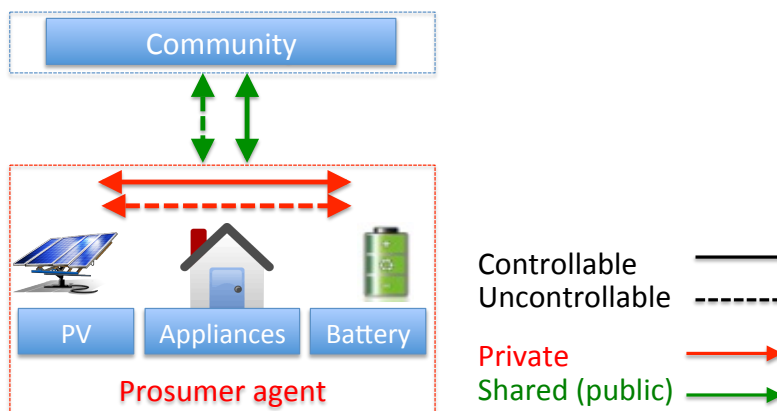 Community
PV
Appliances
Battery
Prosumer agent
Controllable
Uncontrollable
Private
Shared (public)